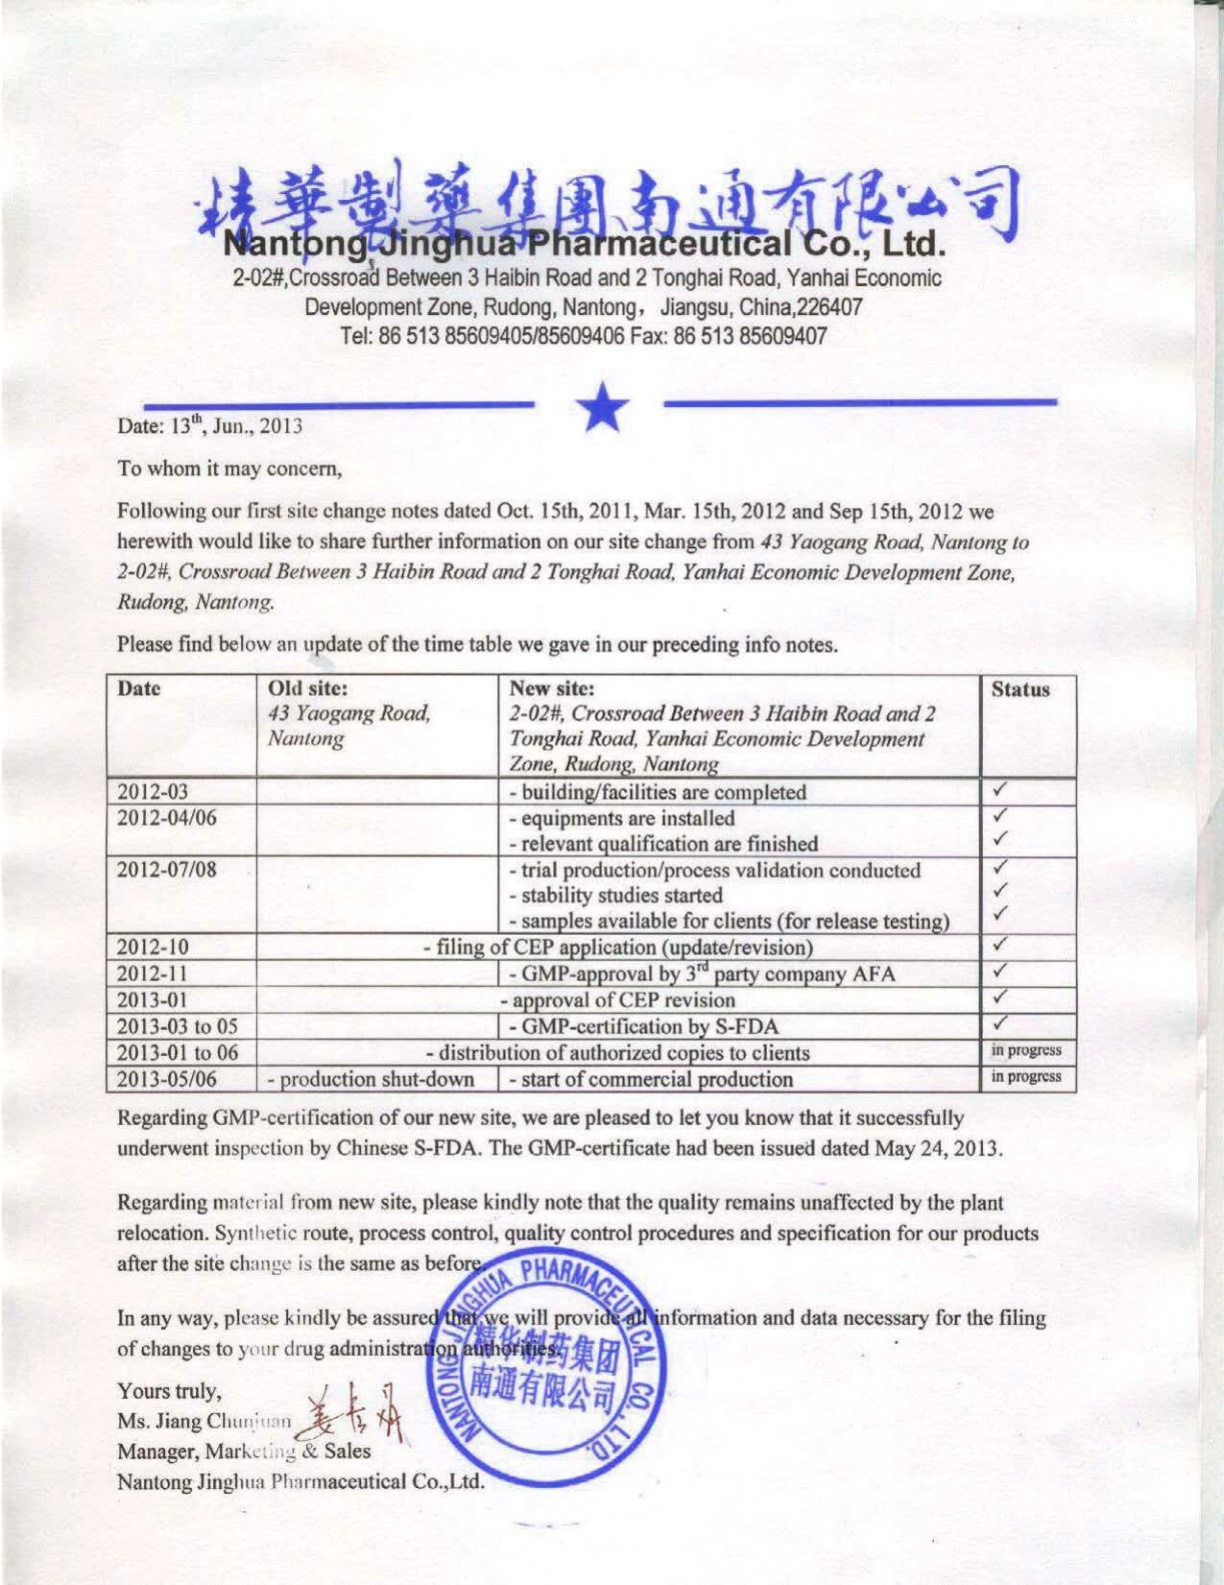 精華製藥集團南通有限公司
Nantong Jinghua Pharmaceutical Co., Ltd.
2-02#,Crossroad Between 3 Haibin Road and 2 Tonghai Road, Yanhai Economic
Development Zone, Rudong, Nantong， Jiangsu, China,226407
Tel: 86 513 85609405/85609406 Fax: 86 513 85609407
Date: 13th, Jun., 2013
To whom it may concern,
Following our first site change notes dated Oct. 15th, 2011, Mar. 15th, 2012 and Sep 15th, 2012 we
herewith would like to share further information on our site change from 43 Yaogang Road, Nantong to
2-02#, Crossroad Between 3 Haibin Road and 2 Tonghai Road, Yanhai Economic Development Zone,
Rudong, Nantong.
Please find below an update of the time table we gave in our preceding info notes.
Date Old site: New site: Status
43 Yaogang Road, 2-02#, Crossroad Between 3 Haibin Road and 2
Nantong Tonghai Road, Yanhai Economic Development
Zone, Rudong, Nantong
2012-03 - building/facilities are completed ✓
2012-04/06 - equipments are installed ✓
- relevant qualification are finished ✓
2012-07/08 - trial production/process validation conducted ✓
- stability studies started ✓
- samples available for clients (for release testing) ✓
2012-10 - filing of CEP application (update/revision) ✓
2012-11 - GMP-approval by 3rd party company AFA ✓
2013-01 - approval of CEP revision ✓
2013-03 to 05 - GMP-certification by S-FDA ✓
2013-01 to 06 - distribution of authorized copies to clients in progress
2013-05/06 - production shut-down - start of commercial production in progress
Regarding GMP-certification of our new site, we are pleased to let you know that it successfully
underwent inspection by Chinese S-FDA. The GMP-certificate had been issued dated May 24, 2013.
Regarding material from new site, please kindly note that the quality remains unaffected by the plant
relocation. Synthetic route, process control, quality control procedures and specification for our products
after the site change is the same as before.
In any way, please kindly be assured that we will provide all information and data necessary for the filing
of changes to your drug administration authorities.
Yours truly,
Ms. Jiang Chunjuan
Manager, Marketing & Sales
Nantong Jinghua Pharmaceutical Co.,Ltd.
NANTONG JINGHUA PHARMACEUTICAL CO., LTD.
精华制药集团
南通有限公司